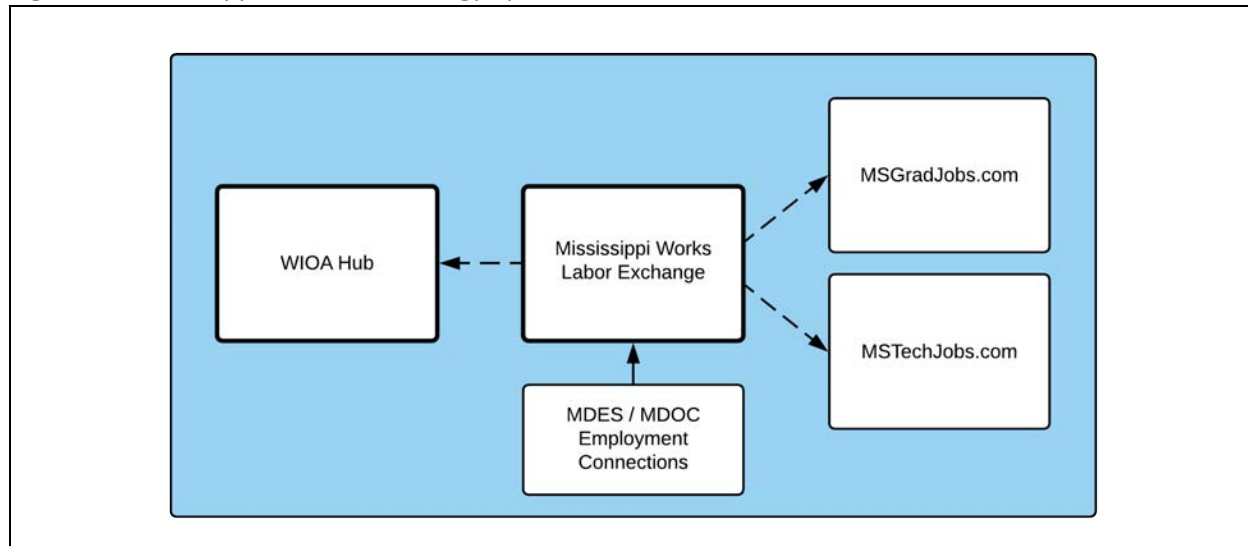 WIOA Hub
Mississippi Works
Labor Exchange
MSGradJobs.com
MSTechJobs.com
MDES / MDOC
Employment
Connections